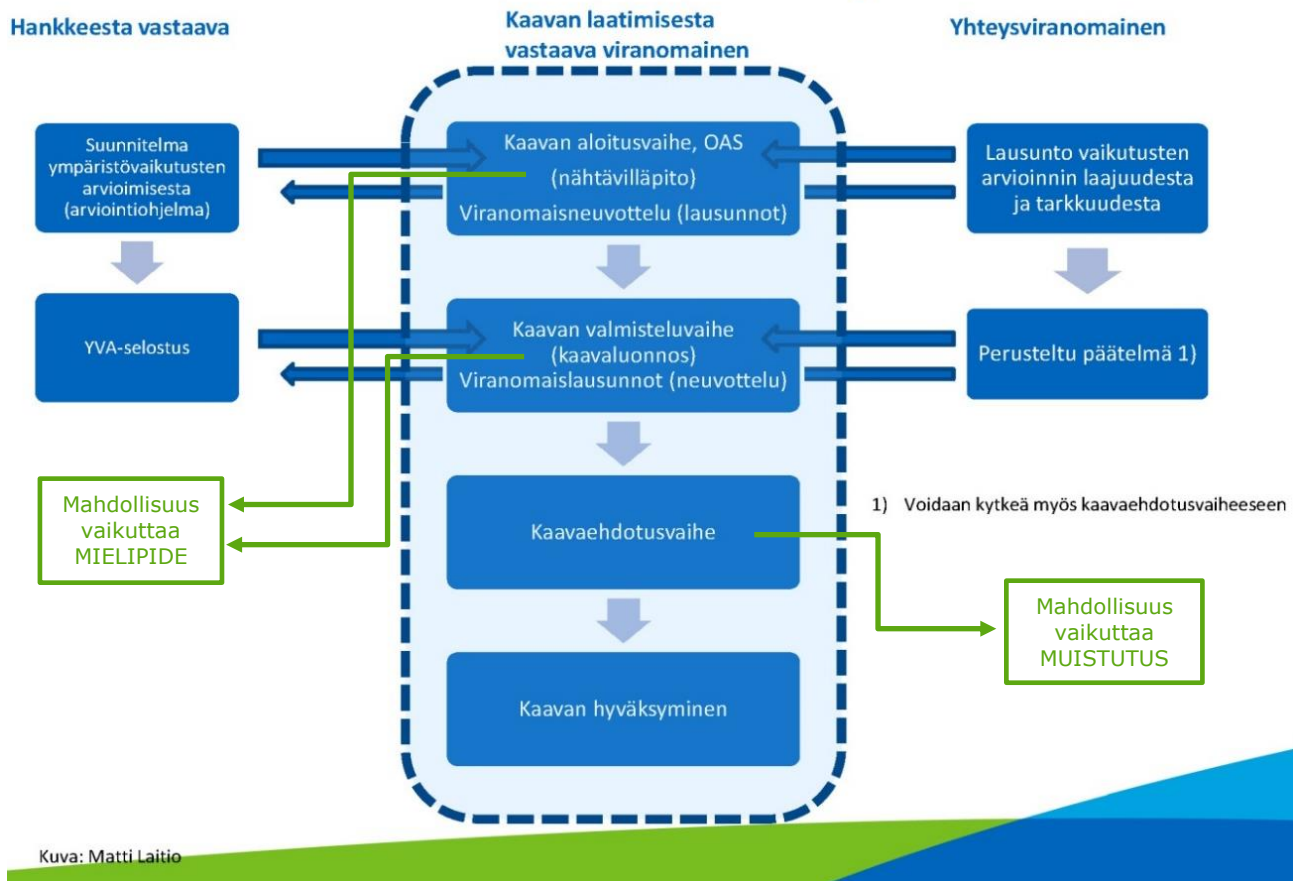 Hankkeesta vastaava
Kaavan laatimisesta
vastaava viranomainen
Yhteysviranomainen
Suunnitelma
ympäristövaikutusten
arvioimisesta
(arviointiohjelma)
Kaavan aloitusvaihe, OAS
(nähtävilläpito)
Viranomaisneuvottelu (lausunnot)
Lausunto vaikutusten
arvioinnin laajuudesta
ja tarkkuudesta
YVA-selostus
Kaavan valmisteluvaihe
(kaavaluonnos)
Viranomaislausunnot (neuvottelu)
Perusteltu päätelmä 1)
Mahdollisuus
vaikuttaa
MIELIPIDE
Kaavaehdotusvaihe
1) Voidaan kytkeä myös kaavaehdotusvaiheeseen
Mahdollisuus
vaikuttaa
MUISTUTUS
Kaavan hyväksyminen
Kuva: Matti Laitio